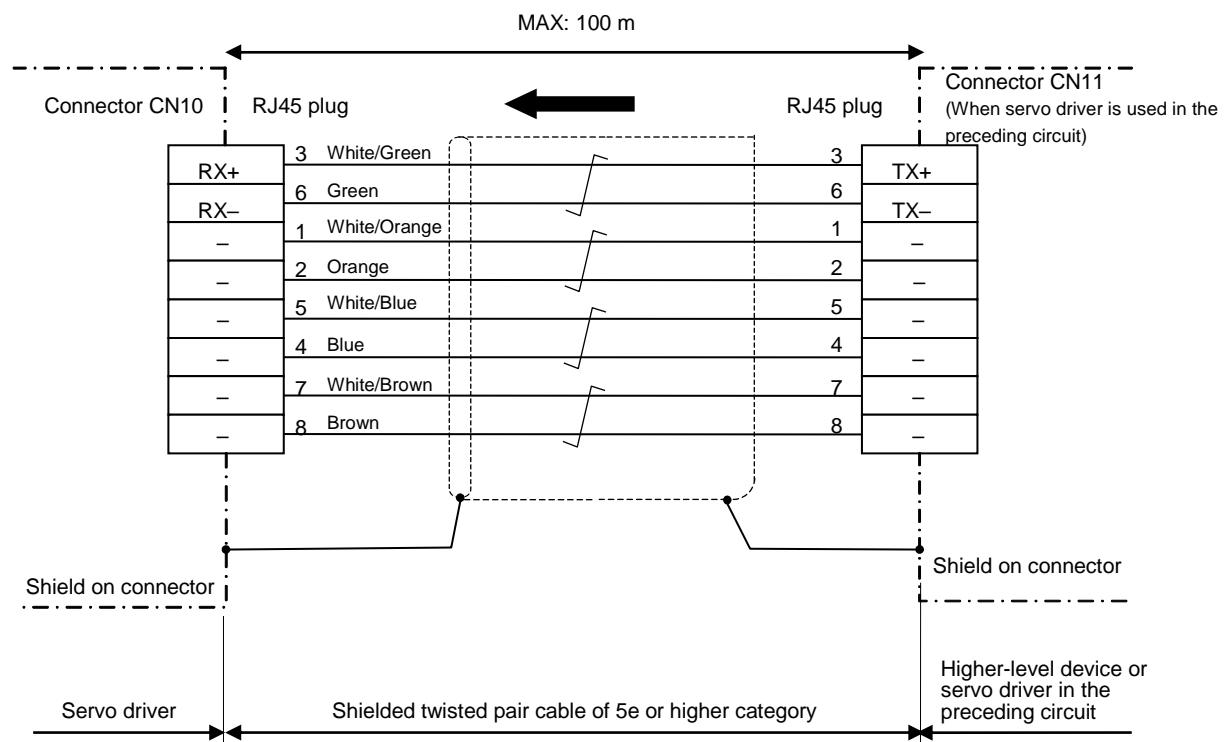 MAX: 100 m
Connector CN10
RJ45 plug
RJ45 plug
Connector CN11
(When servo driver is used in the
preceding circuit)
RX+ 3 White/Green 3 TX+
RX– 6 Green 6 TX–
– 1 White/Orange 1 –
– 2 Orange 2 –
– 5 White/Blue 5 –
– 4 Blue 4 –
– 7 White/Brown 7 –
– 8 Brown 8 –
Shield on connector
Shield on connector
Servo driver
Shielded twisted pair cable of 5e or higher category
Higher-level device or
servo driver in the
preceding circuit